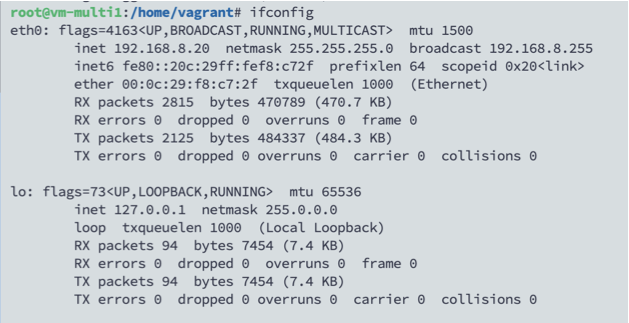 root@vm-multi1:/home/vagrant# ifconfig
eth0: flags=4163<UP,BROADCAST,RUNNING,MULTICAST>  mtu 1500
        inet 192.168.8.20  netmask 255.255.255.0  broadcast 192.168.8.255
        inet6 fe80::20c:29ff:fef8:c72f  prefixlen 64  scopeid 0x20<link>
        ether 00:0c:29:f8:c7:2f  txqueuelen 1000  (Ethernet)
        RX packets 2815  bytes 470789 (470.7 KB)
        RX errors 0  dropped 0  overruns 0  frame 0
        TX packets 2125  bytes 484337 (484.3 KB)
        TX errors 0  dropped 0 overruns 0  carrier 0  collisions 0

lo: flags=73<UP,LOOPBACK,RUNNING>  mtu 65536
        inet 127.0.0.1  netmask 255.0.0.0
        loop  txqueuelen 1000  (Local Loopback)
        RX packets 94  bytes 7454 (7.4 KB)
        RX errors 0  dropped 0  overruns 0  frame 0
        TX packets 94  bytes 7454 (7.4 KB)
        TX errors 0  dropped 0 overruns 0  carrier 0  collisions 0